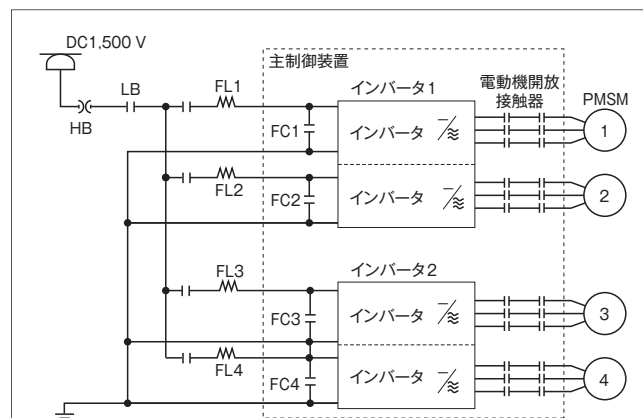 DC1,500 V
主制御装置
LB
FL1
インバータ1
電動機開放
接触器
PMSM
HB
FC1
インバータ
1
FL2
FC2
インバータ
2
FL3
インバータ2
FC3
インバータ
3
FL4
FC4
インバータ
4